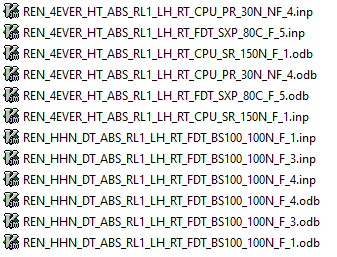 REN_4EVER_HT_ABS_RL1_LH_RT_CPU_PR_30N_NF_4.inp
REN_4EVER_HT_ABS_RL1_LH_RT_FDT_SXP_80C_F_5.inp
REN_4EVER_HT_ABS_RL1_LH_RT_CPU_SR_150N_F_1.odb
REN_4EVER_HT_ABS_RL1_LH_RT_CPU_PR_30N_NF_4.odb
REN_4EVER_HT_ABS_RL1_LH_RT_FDT_SXP_80C_F_5.odb
REN_4EVER_HT_ABS_RL1_LH_RT_CPU_SR_150N_F_1.inp
REN_HHN_DT_ABS_RL1_LH_RT_FDT_BS100_100N_F_1.inp
REN_HHN_DT_ABS_RL1_LH_RT_FDT_BS100_100N_F_3.inp
REN_HHN_DT_ABS_RL1_LH_RT_FDT_BS100_100N_F_4.inp
REN_HHN_DT_ABS_RL1_LH_RT_FDT_BS100_100N_F_4.odb
REN_HHN_DT_ABS_RL1_LH_RT_FDT_BS100_100N_F_3.odb
REN_HHN_DT_ABS_RL1_LH_RT_FDT_BS100_100N_F_1.odb